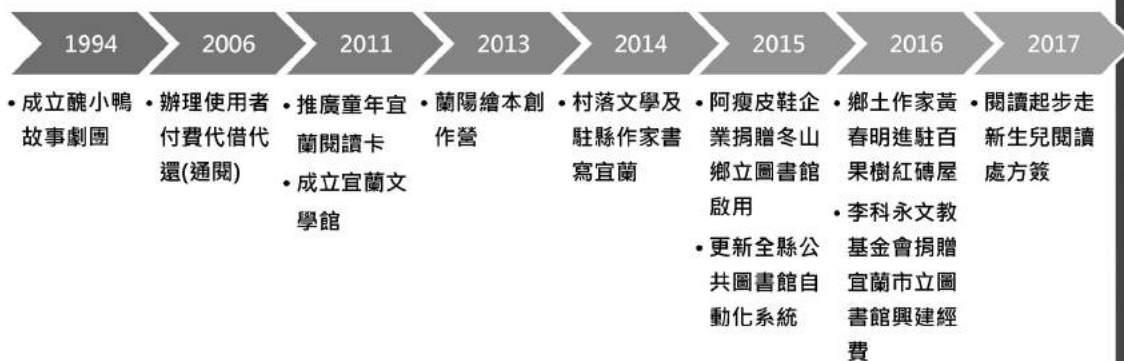 1994
2006
2011
2013
2014
2015
2016
2017
• 成立醜小鴨
故事劇團
• 辦理使用者
付費代借代
還(通閱)
• 推廣童年宜
蘭閱讀卡
• 成立宜蘭文
學館
• 蘭陽繪本創
作營
• 村落文學及
駐縣作家書
寫宜蘭
• 阿瘦皮鞋企
業捐贈冬山
鄉立圖書館
啟用
• 更新全縣公
共圖書館自
動化系統
• 鄉土作家黃
春明進駐百
果樹紅磚屋
• 李科永文教
基金會捐贈
宜蘭市立圖
書館興建經
費
• 閱讀起步走
新生兒閱讀
處方簽